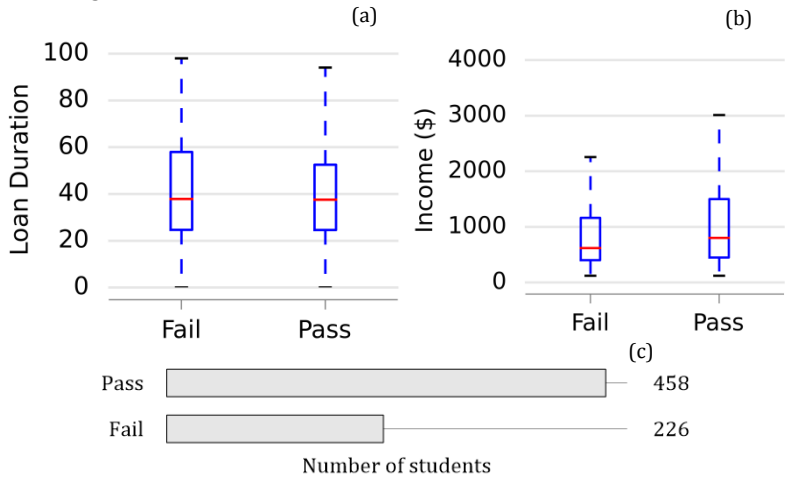 (a)
Loan Duration
100
80
60
40
20
0
Fail Pass
(b)
Income ($)
4000
3000
2000
1000
0
Fail Pass
(c)
Pass 458
Fail 226
Number of students